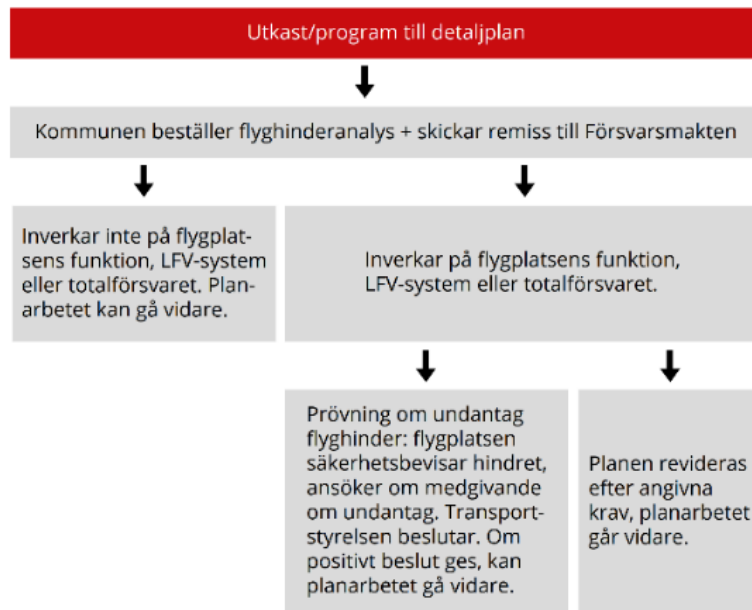 Utkast/program till detaljplan
Kommunen beställer flyghinderanalys + skickar remiss till Försvarsmakten
Inverkar inte på flygplat-
sens funktion, LFV-system
eller totalförsvaret. Plan-
arbetet kan gå vidare.
Inverkar på flygplatsens funktion,
LFV-system eller totalförsvaret.
Prövning om undantag
flyghinder: flygplatsen
säkerhetsbevisar hindret,
ansöker om medgivande
om undantag. Transport-
styrelsen beslutar. Om
positivt beslut ges, kan
planarbetet gå vidare.
Planen revideras
efter angivna
krav, planarbetet
går vidare.